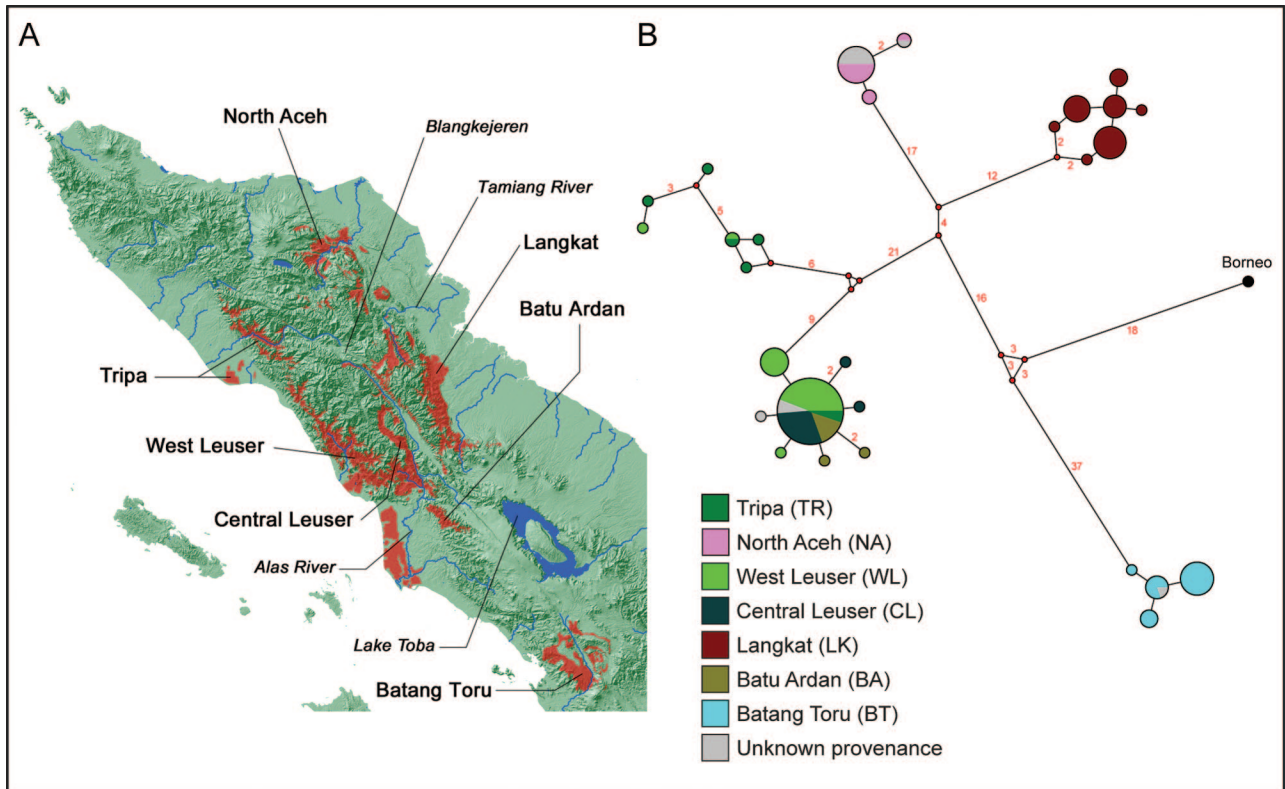 A
North Aceh
Blangkejeren
Tamiang River
Langkat
Batu Ardan
Tripa
West Leuser
Central Leuser
Alas River
Lake Toba
Batang Toru
B
2
17
12
2
2
3
5
4
6
21
9
16
Borneo
18
3
3
3
2
2
37
Tripa (TR)
North Aceh (NA)
West Leuser (WL)
Central Leuser (CL)
Langkat (LK)
Batu Ardan (BA)
Batang Toru (BT)
Unknown provenance